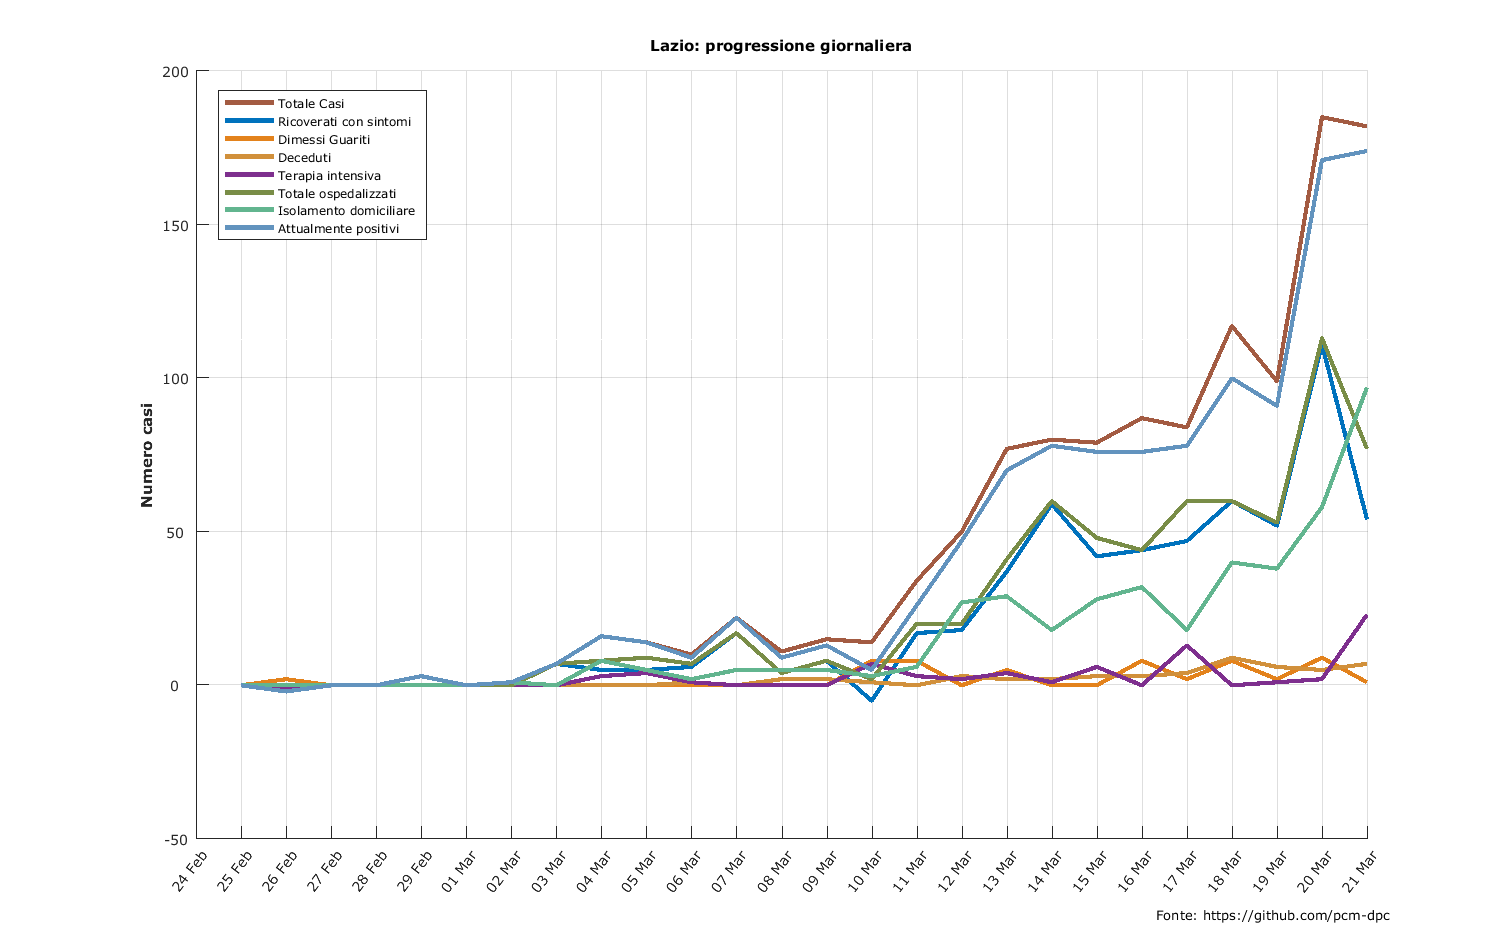 Lazio: progressione giornaliera
200
150
100
50
0
-50
Numero casi
Totale Casi
Ricoverati con sintomi
Dimessi Guariti
Deceduti
Terapia intensiva
Totale ospedalizzati
Isolamento domiciliare
Attualmente positivi
24 Feb
25 Feb
26 Feb
27 Feb
28 Feb
29 Feb
01 Mar
02 Mar
03 Mar
04 Mar
05 Mar
06 Mar
07 Mar
08 Mar
09 Mar
10 Mar
11 Mar
12 Mar
13 Mar
14 Mar
15 Mar
16 Mar
17 Mar
18 Mar
19 Mar
20 Mar
21 Mar
Fonte: https://github.com/pcm-dpc